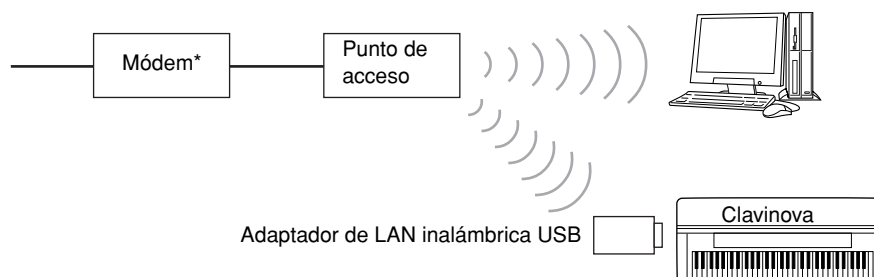 Módem*
Punto de
acceso
Clavinova
Adaptador de LAN inalámbrica USB